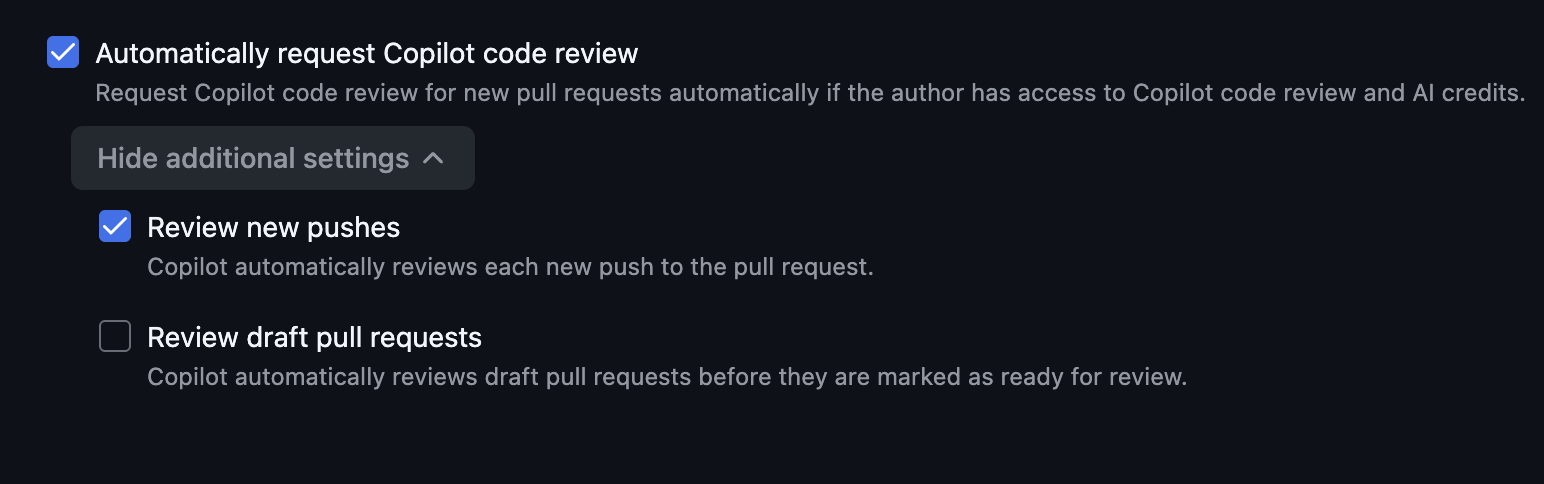 Automatically request Copilot code review
Request Copilot code review for new pull requests automatically if the author has access to Copilot code review and AI credits.
Hide additional settings
Review new pushes
Copilot automatically reviews each new push to the pull request.
Review draft pull requests
Copilot automatically reviews draft pull requests before they are marked as ready for review.